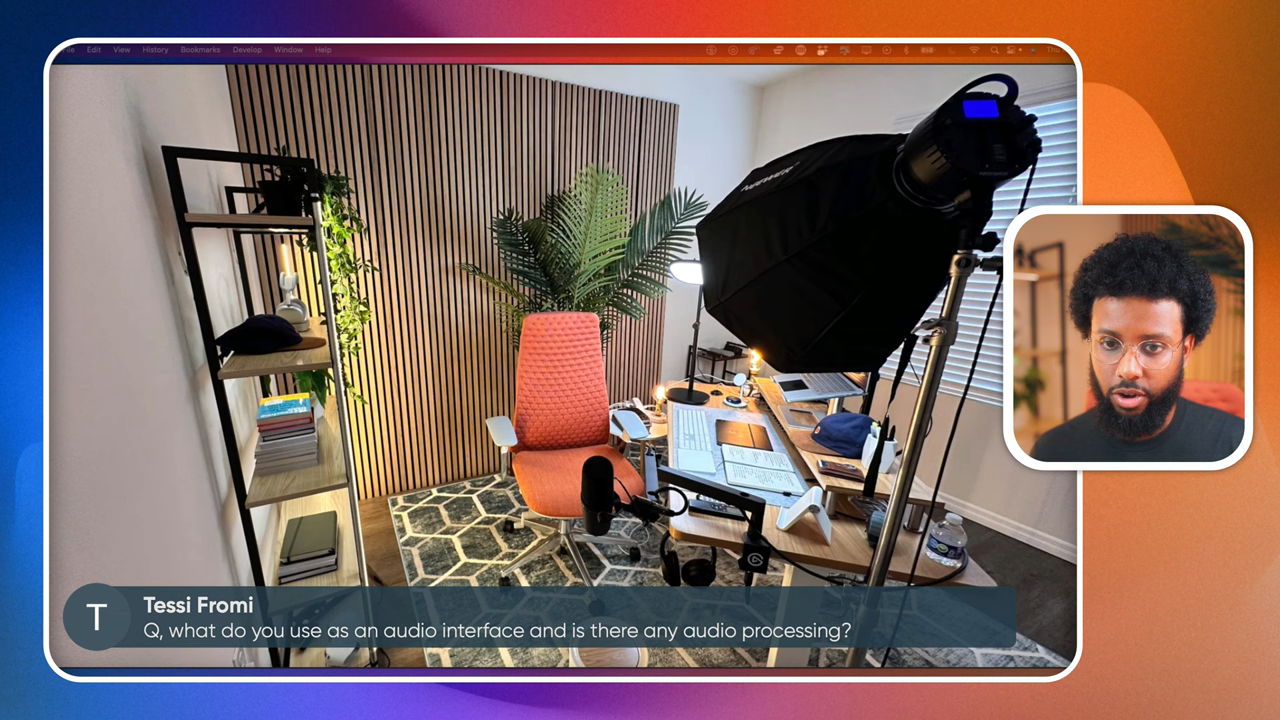 Edit View History Bookmarks Develop Window Help
NEEWER
T
Tessi Fromi
Q, what do you use as an audio interface and is there any audio processing?